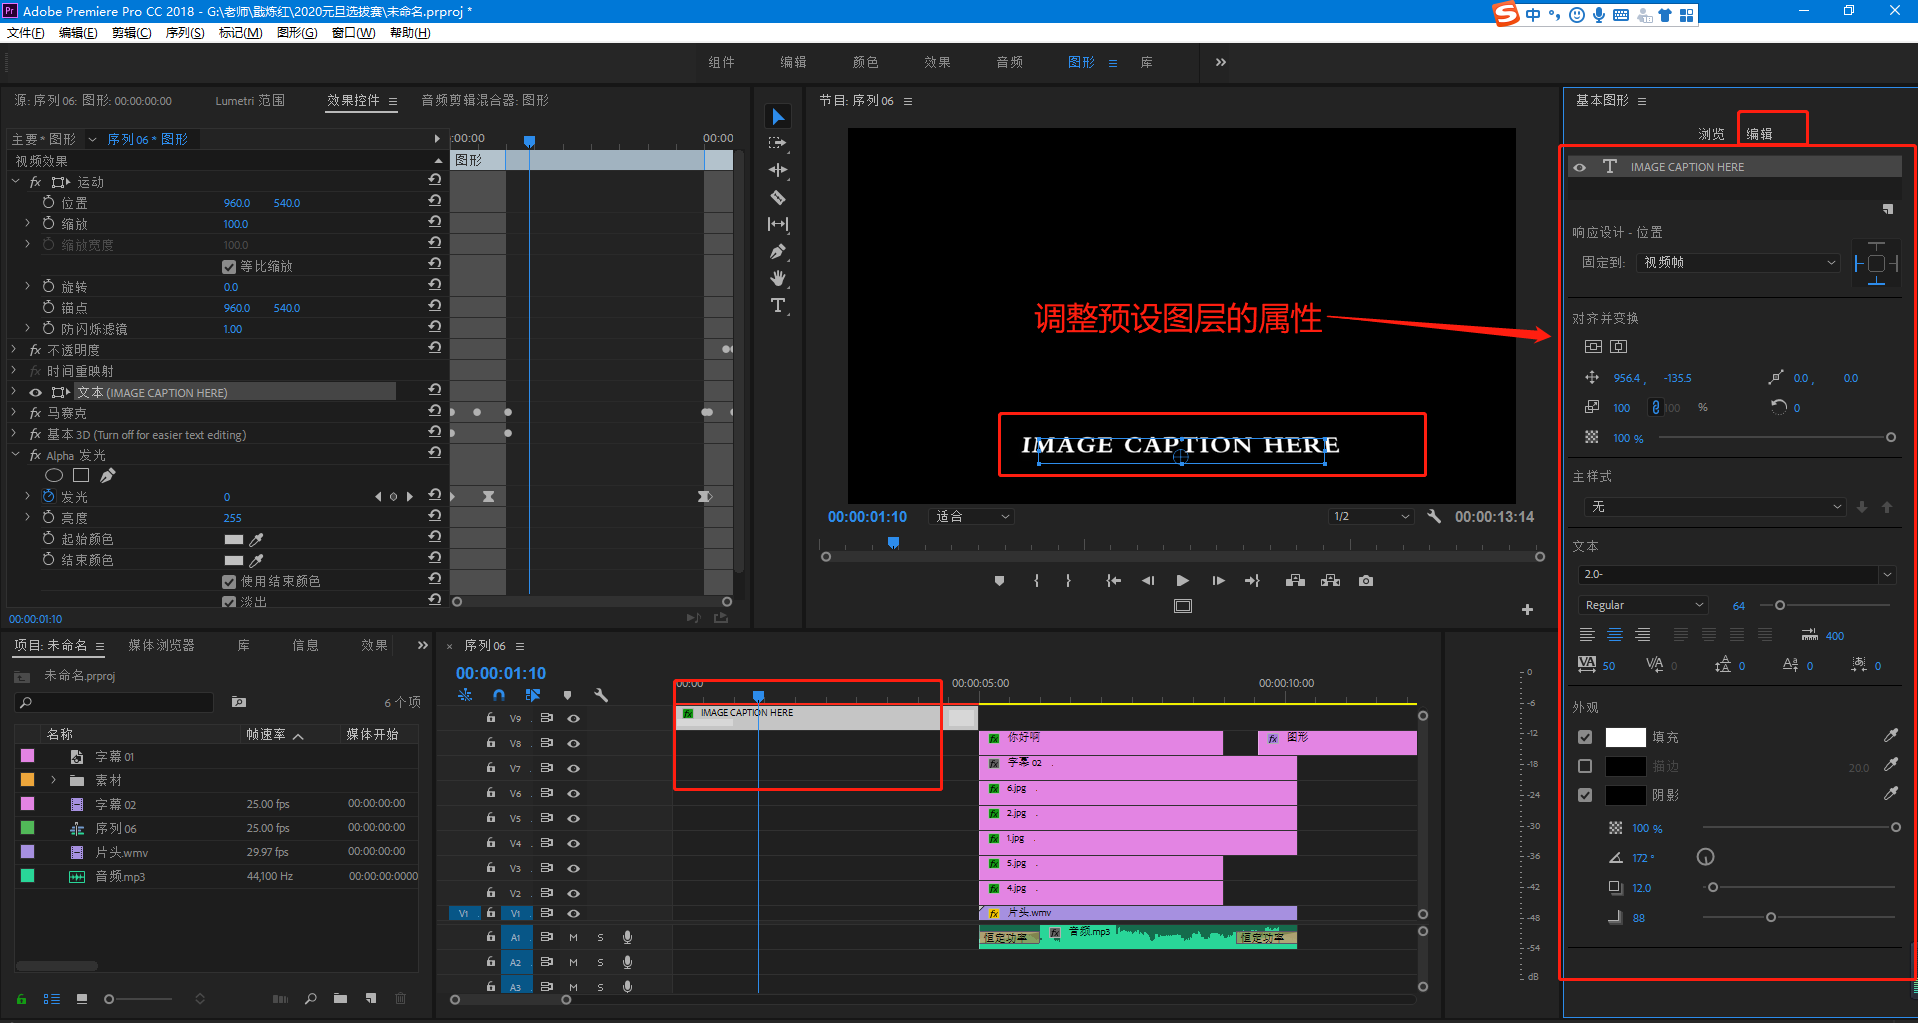 Adobe Premiere Pro CC 2018 - G:\老师\戬炼红\2020元旦选拔赛\未命名.prproj *
中
文件(F) 编辑(E) 剪辑(C) 序列(S) 标记(M) 图形(G) 窗口(W) 帮助(H)
组件 编辑 颜色 效果 音频 图形 库
源: 序列 06: 图形: 00:00:00:00 Lumetri 范围 效果控件 音频剪辑混合器: 图形
主要 * 图形 序列 06 * 图形
:00:00 00:00
视频效果
图形
fx 运动
位置 960.0 540.0
缩放 100.0
缩放宽度 100.0
等比缩放
旋转 0.0
锚点 960.0 540.0
防闪烁滤镜 1.00
fx 不透明度
fx 时间重映射
文本 (IMAGE CAPTION HERE)
fx 马赛克
fx 基本 3D (Turn off for easier text editing)
fx Alpha 发光
发光 0
亮度 255
起始颜色
结束颜色
使用结束颜色
淡出
00:00:01:10
节目: 序列 06
调整预设图层的属性
IMAGE CAPTION HERE
00:00:01:10 适合 1/2 00:00:13:14
基本图形
浏览 编辑
IMAGE CAPTION HERE
响应设计 - 位置
固定到: 视频帧
对齐并变换
956.4 , -135.5 0.0 , 0.0
100 100 % 0
100 %
主样式
无
文本
2.0-
Regular 64
400
50 0 0 0 0
外观
填充
描边 20.0
阴影
100 %
172 °
12.0
88
项目: 未命名 媒体浏览器 库 信息 效果
未命名.prproj
6 个项
名称 帧速率 媒体开始
字幕 01
素材
字幕 02 25.00 fps 00:00:00:00
序列 06 25.00 fps 00:00:00:00
片头.wmv 29.97 fps 00:00:00:00
音频.mp3 44,100 Hz 00:00:00:0000
序列 06
00:00:01:10
00:00 00:00:05:00 00:00:10:00
V9 fx IMAGE CAPTION HERE
V8 fx 你好啊 fx 图形
V7 fx 字幕 02
V6 fx 6.jpg
V5 fx 2.jpg
V4 fx 1.jpg
V3 fx 5.jpg
V2 fx 4.jpg
V1 V1 fx 片头.wmv
A1 M S 恒定功率 fx 音频.mp3 恒定功率
A2 M S
A3 M S
0
-6
-12
-18
-24
-30
-36
-42
-48
-54
dB